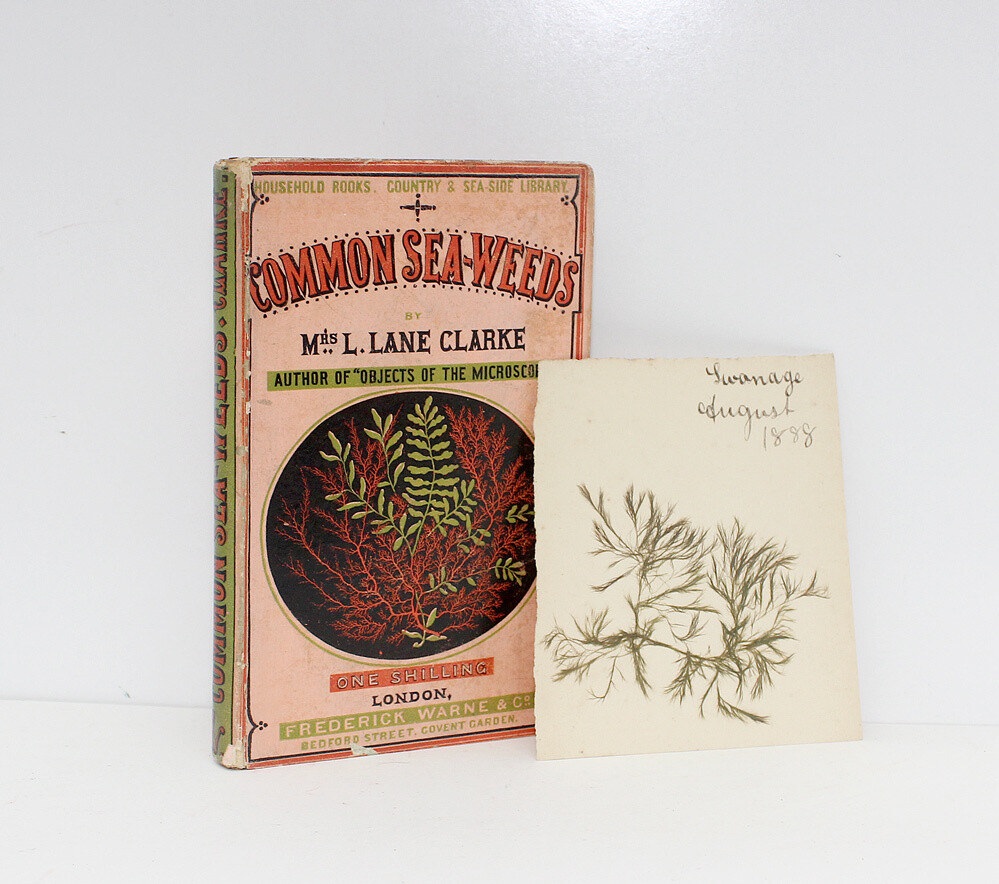 HOUSEHOLD BOOKS. COUNTRY & SEA-SIDE LIBRARY.
COMMON SEA-WEEDS
BY
MRS. L. LANE CLARKE
AUTHOR OF "OBJECTS OF THE MICROSCOP
ONE SHILLING
LONDON,
FREDERICK WARNE & CO
BEDFORD STREET. COVENT GARDEN.
COMMON SEA-WEEDS. CLARKE
Swanage
August
1888